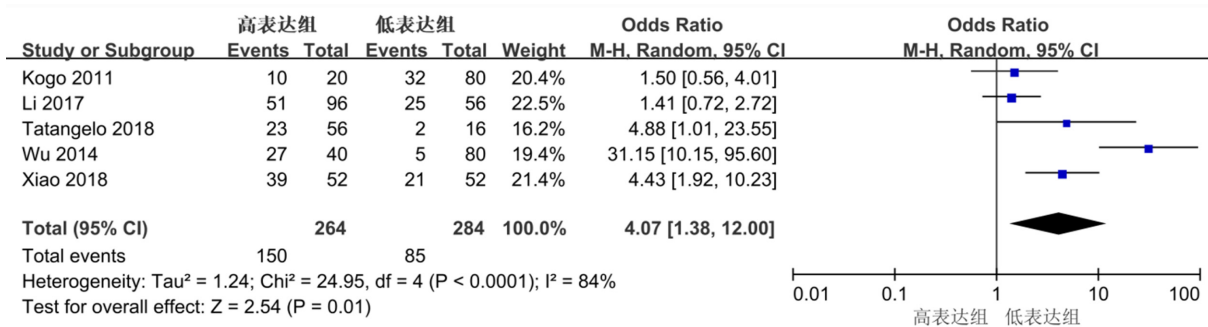 高表达组 低表达组 Odds Ratio Odds Ratio
Study or Subgroup Events Total Events Total Weight M-H, Random, 95% CI M-H, Random, 95% CI
Kogo 2011 10 20 32 80 20.4% 1.50 [0.56, 4.01]
Li 2017 51 96 25 56 22.5% 1.41 [0.72, 2.72]
Tatangelo 2018 23 56 2 16 16.2% 4.88 [1.01, 23.55]
Wu 2014 27 40 5 80 19.4% 31.15 [10.15, 95.60]
Xiao 2018 39 52 21 52 21.4% 4.43 [1.92, 10.23]
Total (95% CI) 264 284 100.0% 4.07 [1.38, 12.00]
Total events 150 85
Heterogeneity: Tau² = 1.24; Chi² = 24.95, df = 4 (P < 0.0001); I² = 84%
Test for overall effect: Z = 2.54 (P = 0.01)
0.01 0.1 1 10 100
高表达组 低表达组